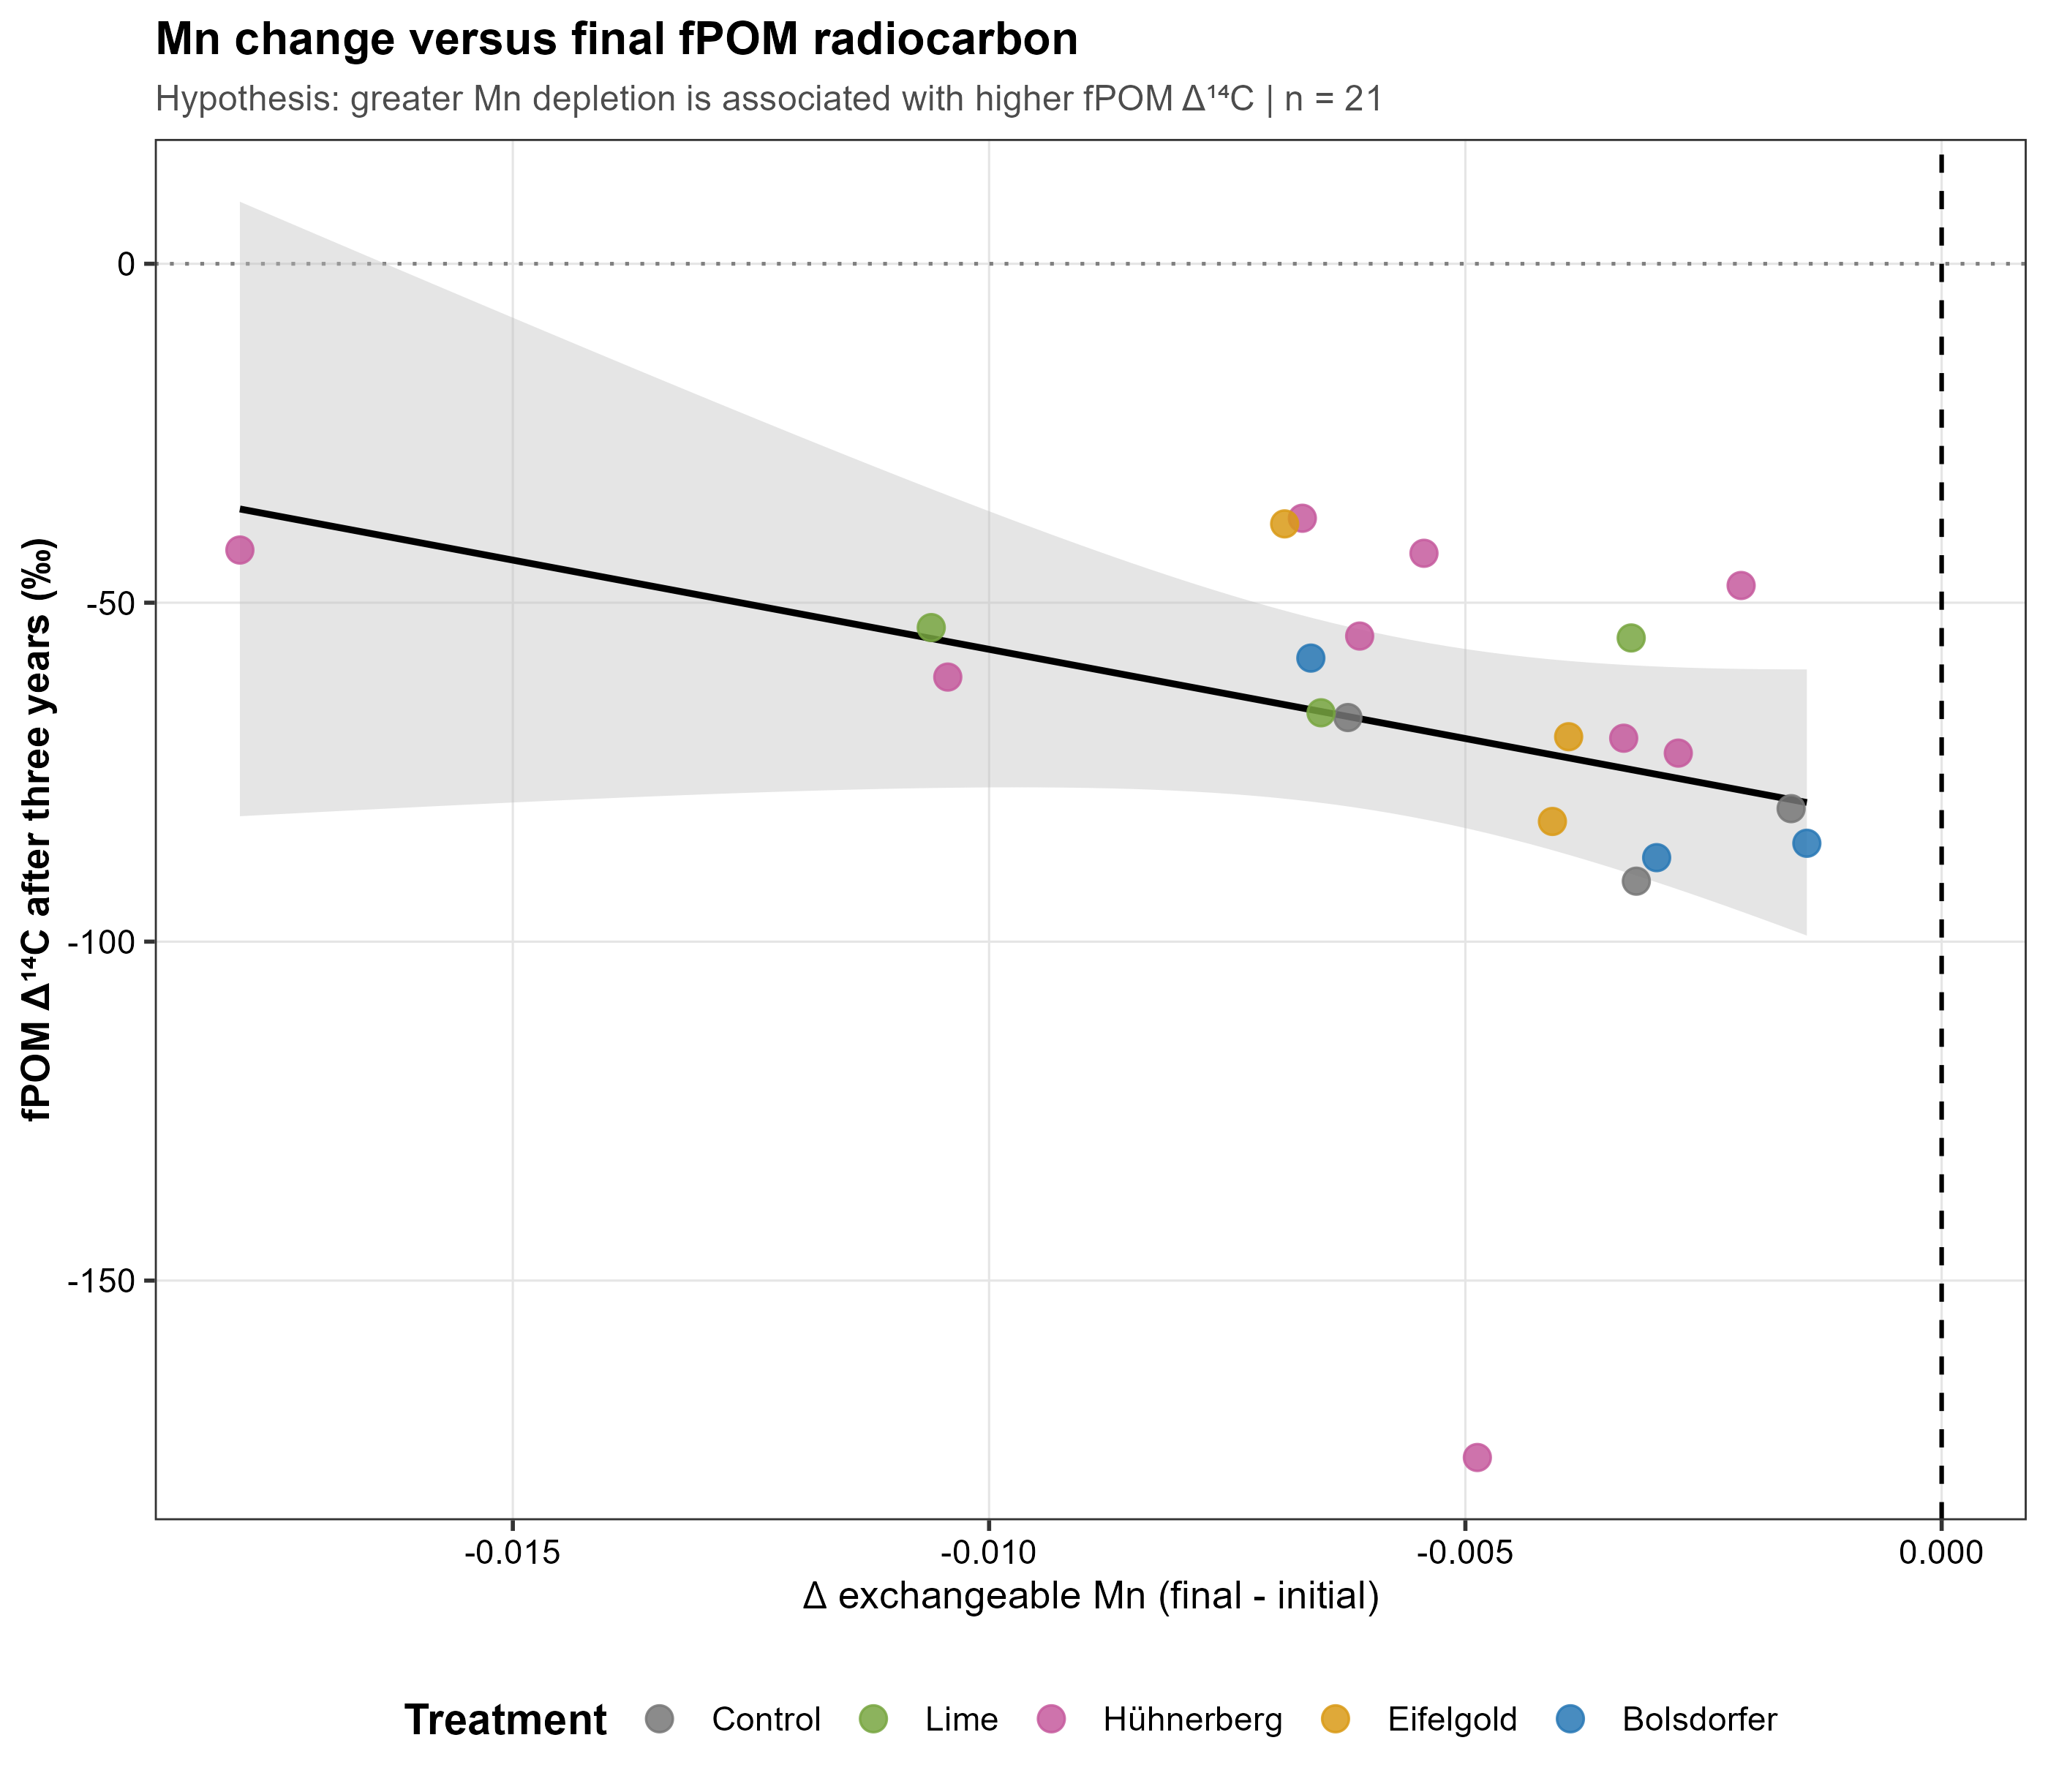 Mn change versus final fPOM radiocarbon
Hypothesis: greater Mn depletion is associated with higher fPOM Δ¹⁴C | n = 21
fPOM Δ¹⁴C after three years (‰)
0
-50
-100
-150
-0.015
-0.010
-0.005
0.000
Δ exchangeable Mn (final - initial)
Treatment
Control
Lime
Hühnerberg
Eifelgold
Bolsdorfer